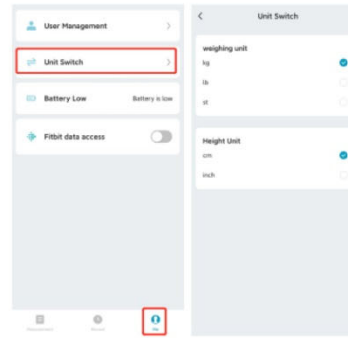 User Management
Unit Switch
Battery Low
Battery is low
Fitbit data access
Unit Switch
weighing unit
kg
lb
st
Height Unit
cm
inch